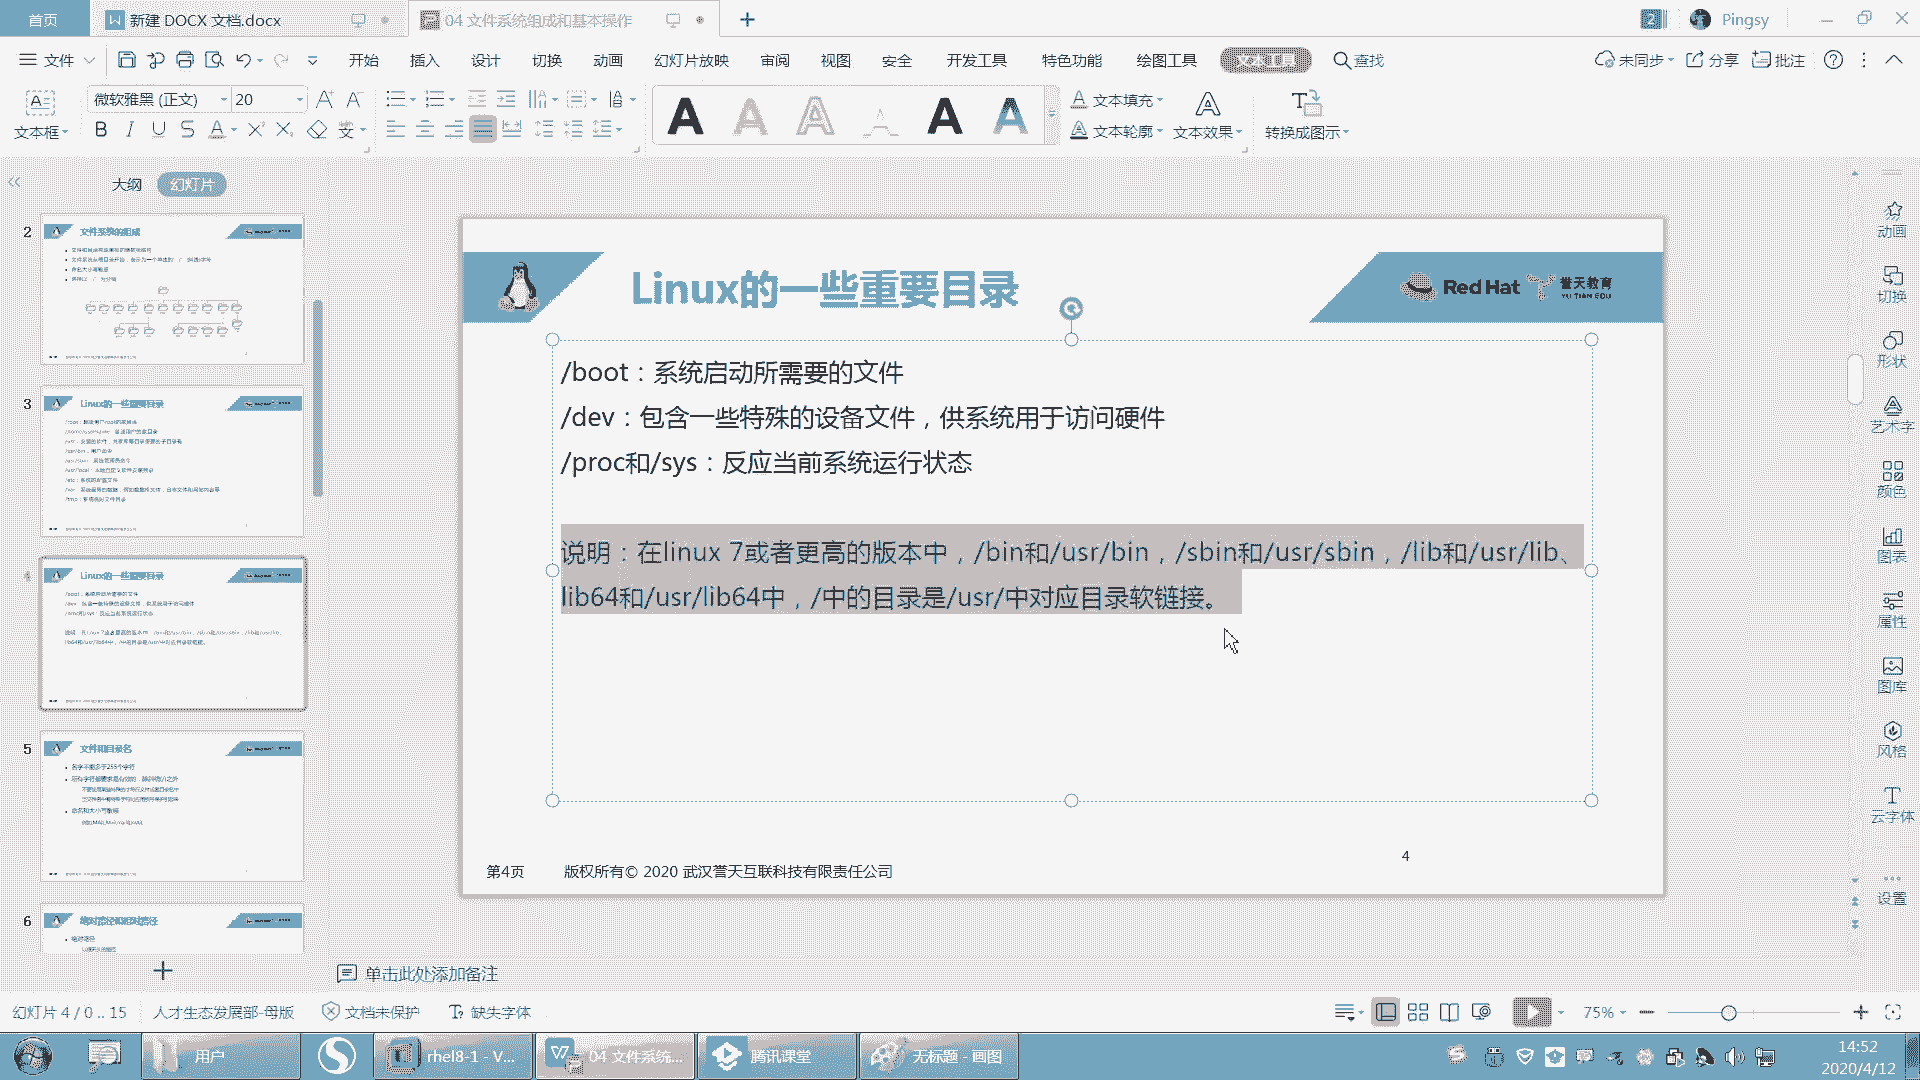 首页
新建 DOCX 文档.docx
04 文件系统组成和基本操作
2
Pingsy
文件
开始
插入
设计
切换
动画
幻灯片放映
审阅
视图
安全
开发工具
特色功能
绘图工具
文本工具
查找
未同步
分享
批注
文本框
微软雅黑 (正文)
20
文本填充
文本轮廓
文本效果
转换成图示
大纲
幻灯片
2
文件系统的组成
3
Linux的一些重要目录
4
Linux的一些重要目录
5
文件和目录名
6
绝对路径和相对路径
Linux的一些重要目录
Red Hat
誉天教育
YU TIAN EDU
/boot：系统启动所需要的文件
/dev：包含一些特殊的设备文件，供系统用于访问硬件
/proc和/sys：反应当前系统运行状态
说明：在linux 7或者更高的版本中，/bin和/usr/bin，/sbin和/usr/sbin，/lib和/usr/lib、
lib64和/usr/lib64中，/中的目录是/usr/中对应目录软链接。
第4页
版权所有© 2020 武汉誉天互联科技有限责任公司
4
动画
切换
形状
艺术字
颜色
图表
属性
图库
风格
云字体
设置
单击此处添加备注
幻灯片 4 / 0 .. 15
人才生态发展部-母版
文档未保护
缺失字体
75%
用户
rhel8-1 - V...
04 文件系统...
腾讯课堂
无标题 - 画图
14:52
2020/4/12